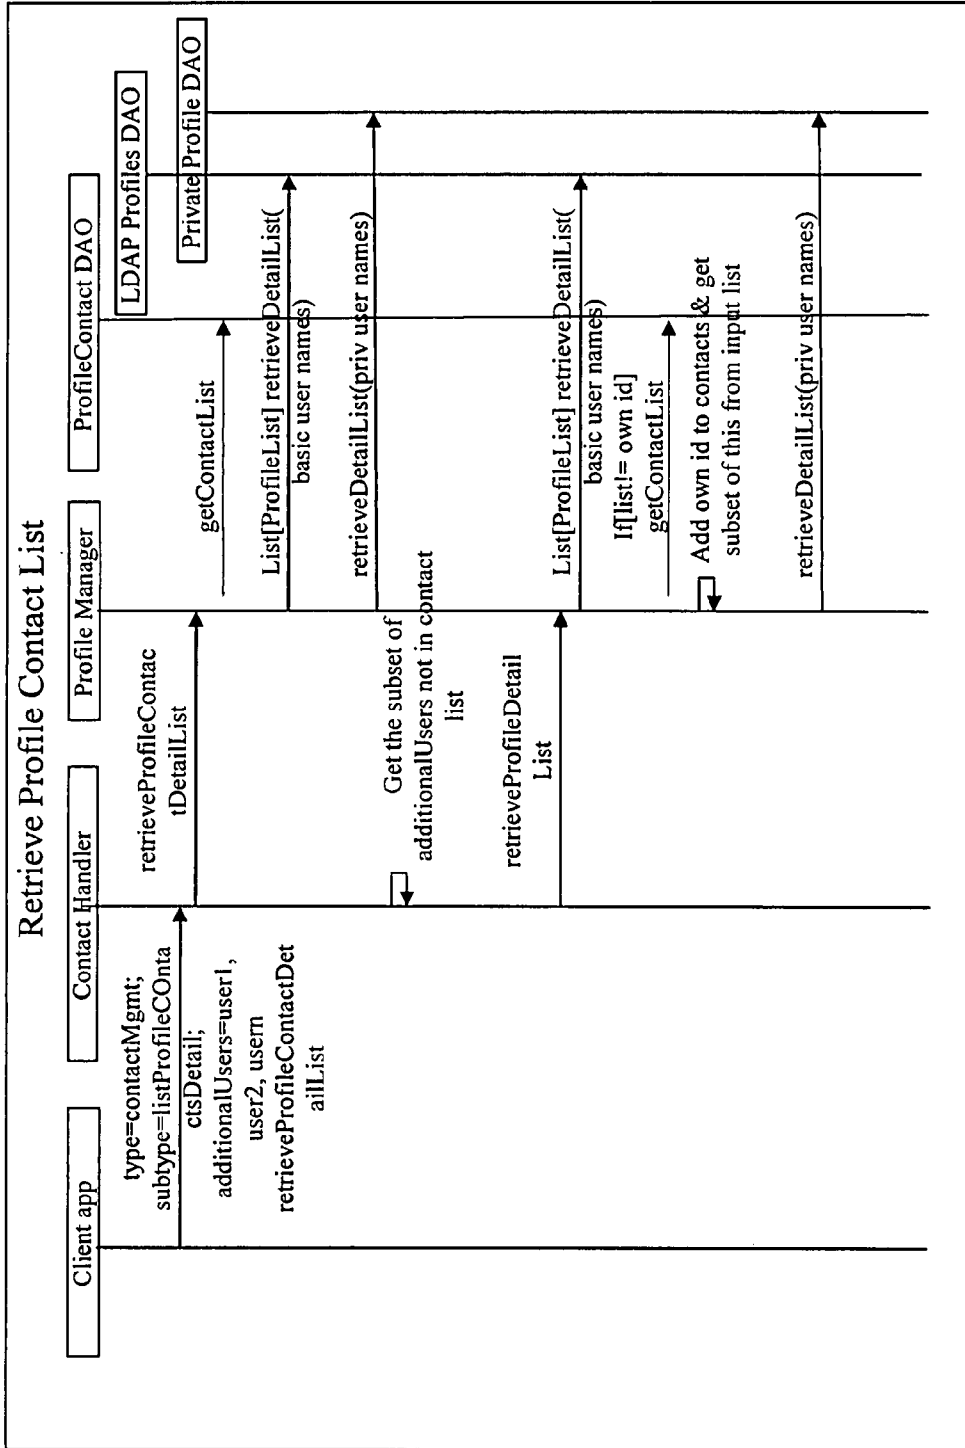 Retrieve Profile Contact List
Client app
Contact Handler
Profile Manager
ProfileContact DAO
LDAP Profiles DAO
Private Profile DAO
type=contactMgmt;
subtype=listProfileCOnta
ctsDetail;
additionalUsers=user1,
user2, usern
retrieveProfileContactDet
ailList
retrieveProfileContac
tDetailList
getContactList
List[ProfileList] retrieveDetailList(
basic user names)
retrieveDetailList(priv user names)
Get the subset of
additionalUsers not in contact
list
retrieveProfileDetail
List
List[ProfileList] retrieveDetailList(
basic user names)
If[list!= own id]
getContactList
Add own id to contacts & get
subset of this from input list
retrieveDetailList(priv user names)